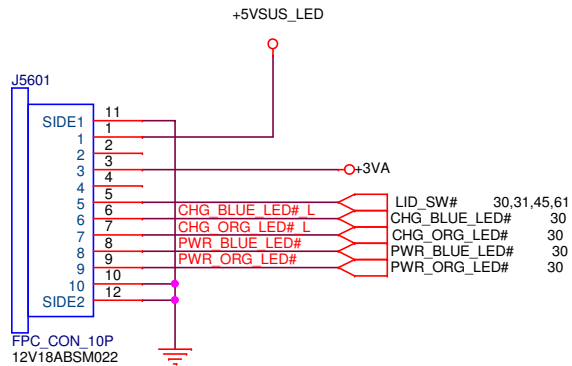 +5VSUS_LED
J5601
SIDE1 11
1 1
2 2
3 3 +3VA
4 4
5 5 LID_SW# 30,31,45,61
6 6 CHG_BLUE_LED#_L CHG_BLUE_LED# 30
7 7 CHG_ORG_LED#_L CHG_ORG_LED# 30
8 8 PWR_BLUE_LED# PWR_BLUE_LED# 30
9 9 PWR_ORG_LED# PWR_ORG_LED# 30
10 10
SIDE2 12
FPC_CON_10P
12V18ABSM022